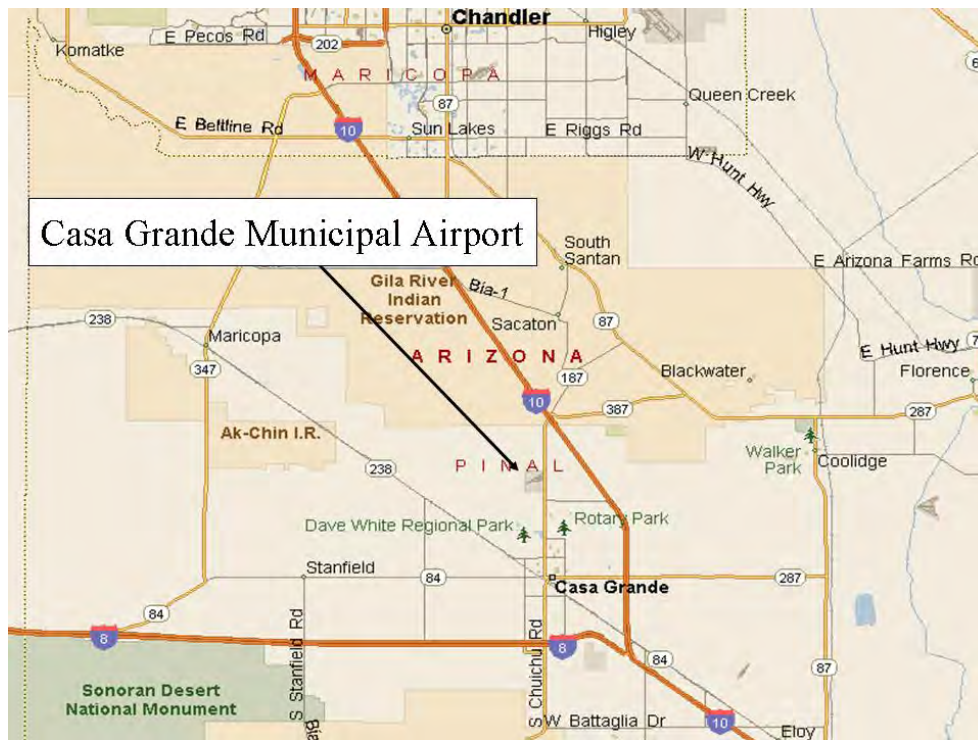 Chandler
E Pecos Rd
Higley
Komatke
202
MARICOPA
87
Queen Creek
E Beltline Rd
10
Sun Lakes
E Riggs Rd
W Hunt Hwy
Casa Grande Municipal Airport
South
Santan
E Arizona Farms Rd
Gila River
Indian
Reservation
Bia-1
238
Sacaton
87
Maricopa
E Hunt Hwy
ARIZONA
347
187
Blackwater
Florence
10
387
287
Ak-Chin I.R.
Walker
Park
Coolidge
238
PINAL
Dave White Regional Park
Rotary Park
Stanfield
84
287
Casa Grande
84
8
S Stanfield Rd
S Chuichu Rd
8
84
87
Sonoran Desert
National Monument
W Battaglia Dr
10
Eloy